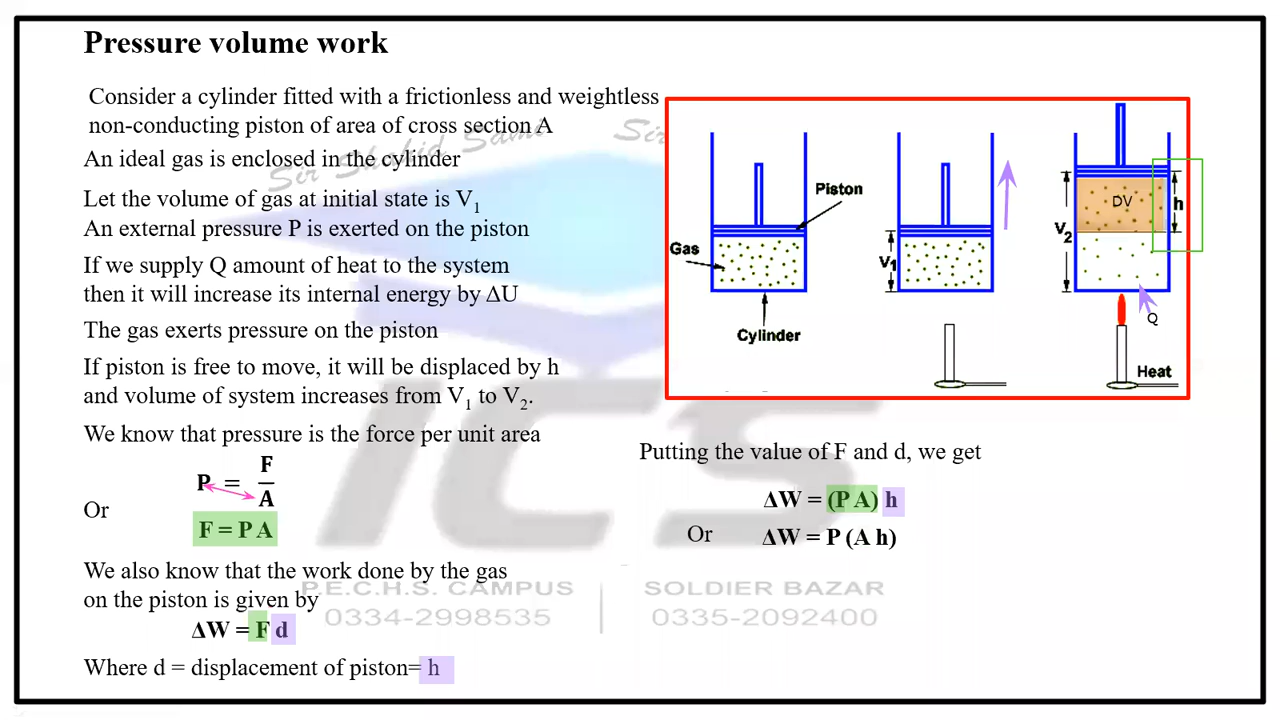 Pressure volume work
Consider a cylinder fitted with a frictionless and weightless
non-conducting piston of area of cross section A
An ideal gas is enclosed in the cylinder
Let the volume of gas at initial state is V₁
An external pressure P is exerted on the piston
If we supply Q amount of heat to the system
then it will increase its internal energy by ΔU
The gas exerts pressure on the piston
If piston is free to move, it will be displaced by h
and volume of system increases from V₁ to V₂.
We know that pressure is the force per unit area
P = F/A
Or
F = P A
We also know that the work done by the gas
on the piston is given by
ΔW = F d
Where d = displacement of piston= h
Piston
Gas
Cylinder
V₁
DV
h
V₂
Q
Heat
Putting the value of F and d, we get
ΔW = (P A) h
Or
ΔW = P (A h)
Sir Shahid Sami
Sir
ICS
P.E.C.H.S. CAMPUS
0334-2998535
SOLDIER BAZAR
0335-2092400